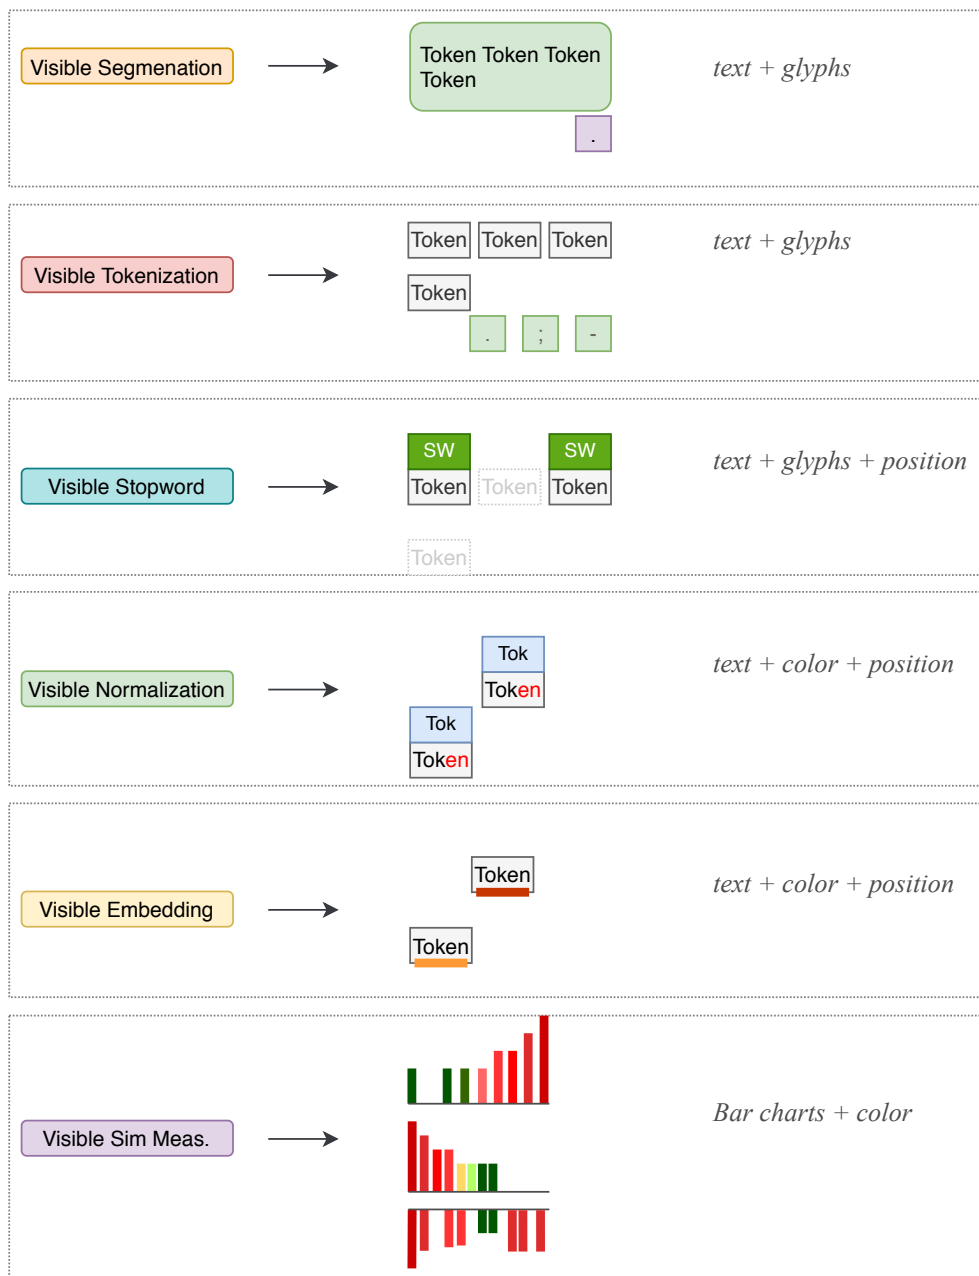 Visible Segmenation
Token Token Token
Token
.
text + glyphs
Visible Tokenization
Token Token Token
Token
. ; -
text + glyphs
Visible Stopword
SW SW
Token Token Token
Token
text + glyphs + position
Visible Normalization
Tok
Token
Tok
Token
text + color + position
Visible Embedding
Token
Token
text + color + position
Visible Sim Meas.
Bar charts + color